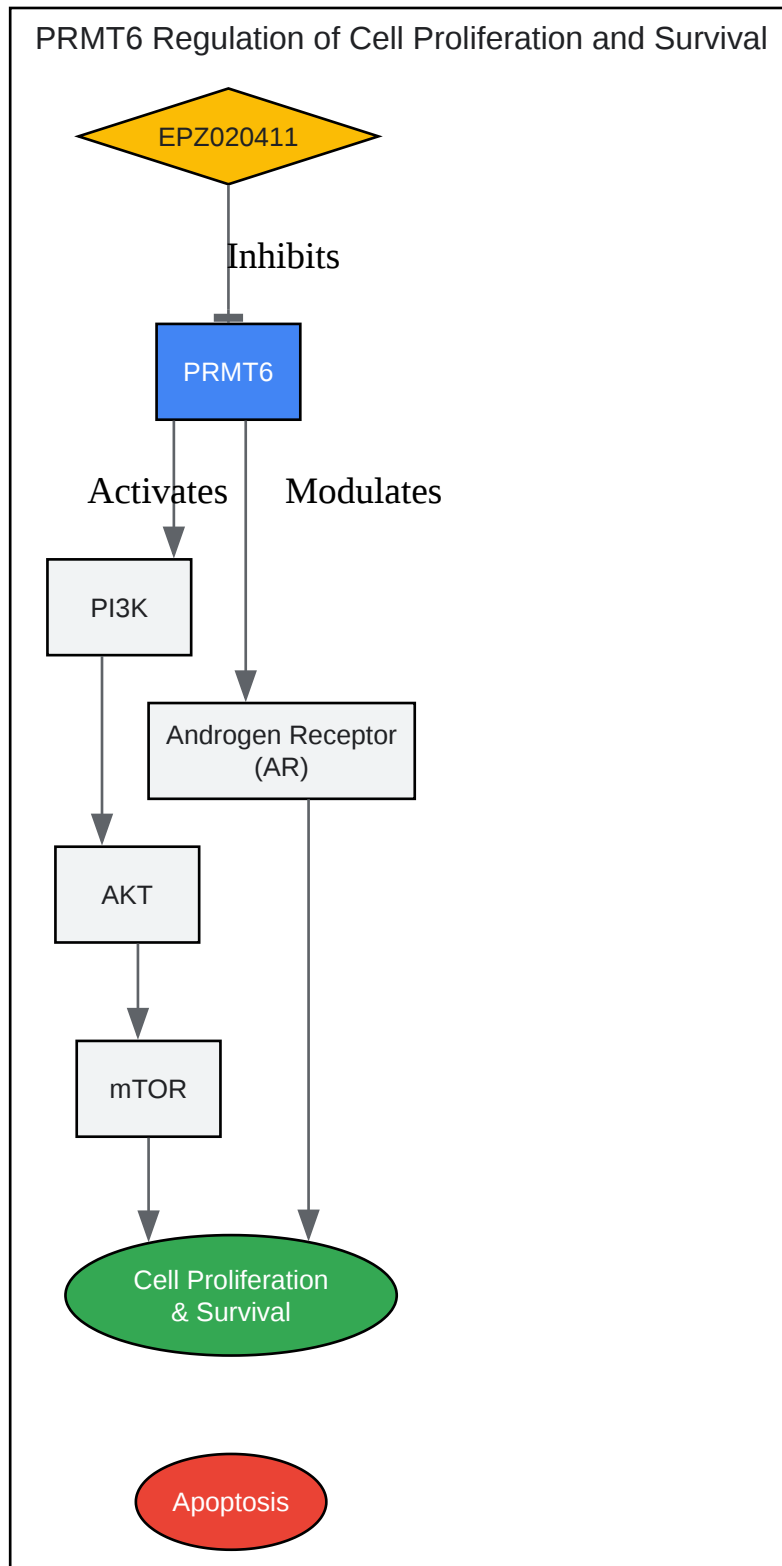 PRMT6 Regulation of Cell Proliferation and Survival
EPZ020411
Inhibits
PRMT6
Activates
Modulates
PI3K
Androgen Receptor
(AR)
AKT
mTOR
Cell Proliferation
& Survival
Apoptosis